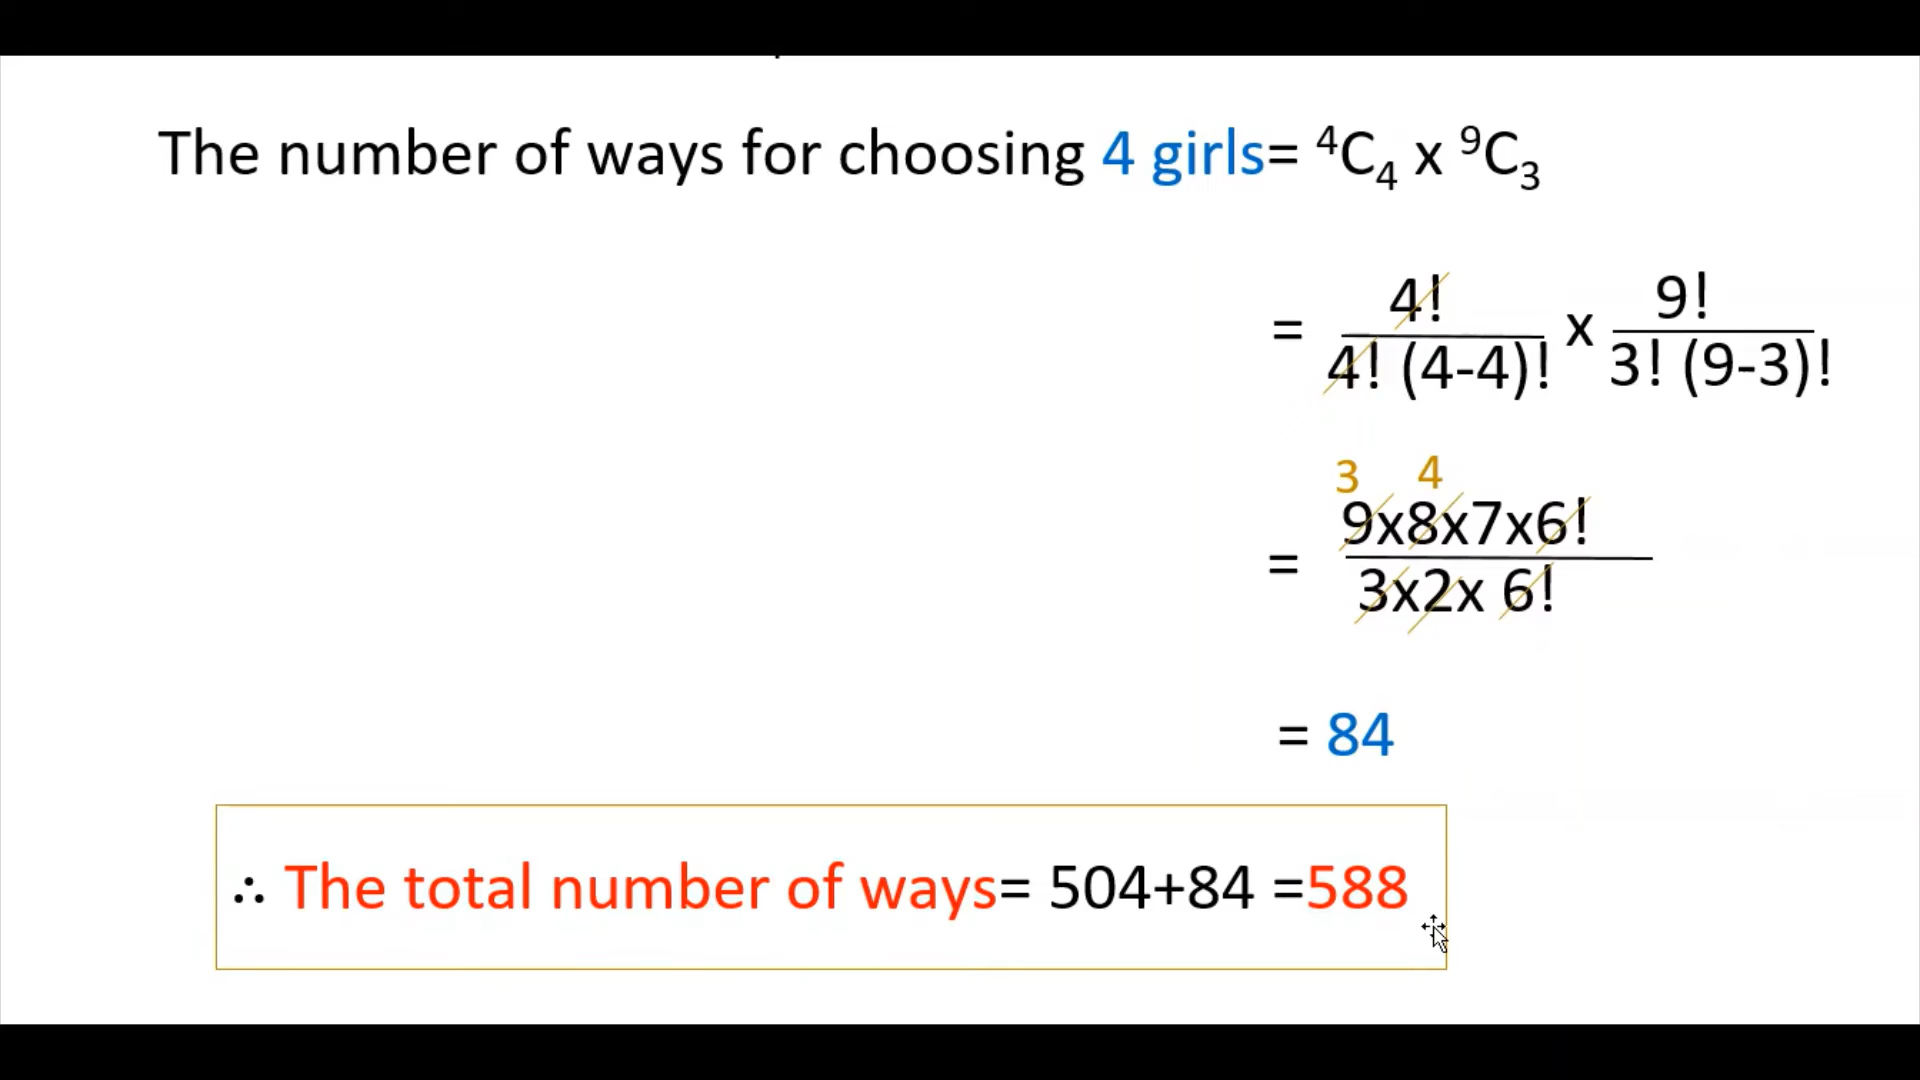 The number of ways for choosing 4 girls= ⁴C₄ x ⁹C₃
= 4! / 4! (4-4)! x 9! / 3! (9-3)!
3 4
= 9x8x7x6! / 3x2x 6!
= 84
∴ The total number of ways= 504+84 =588